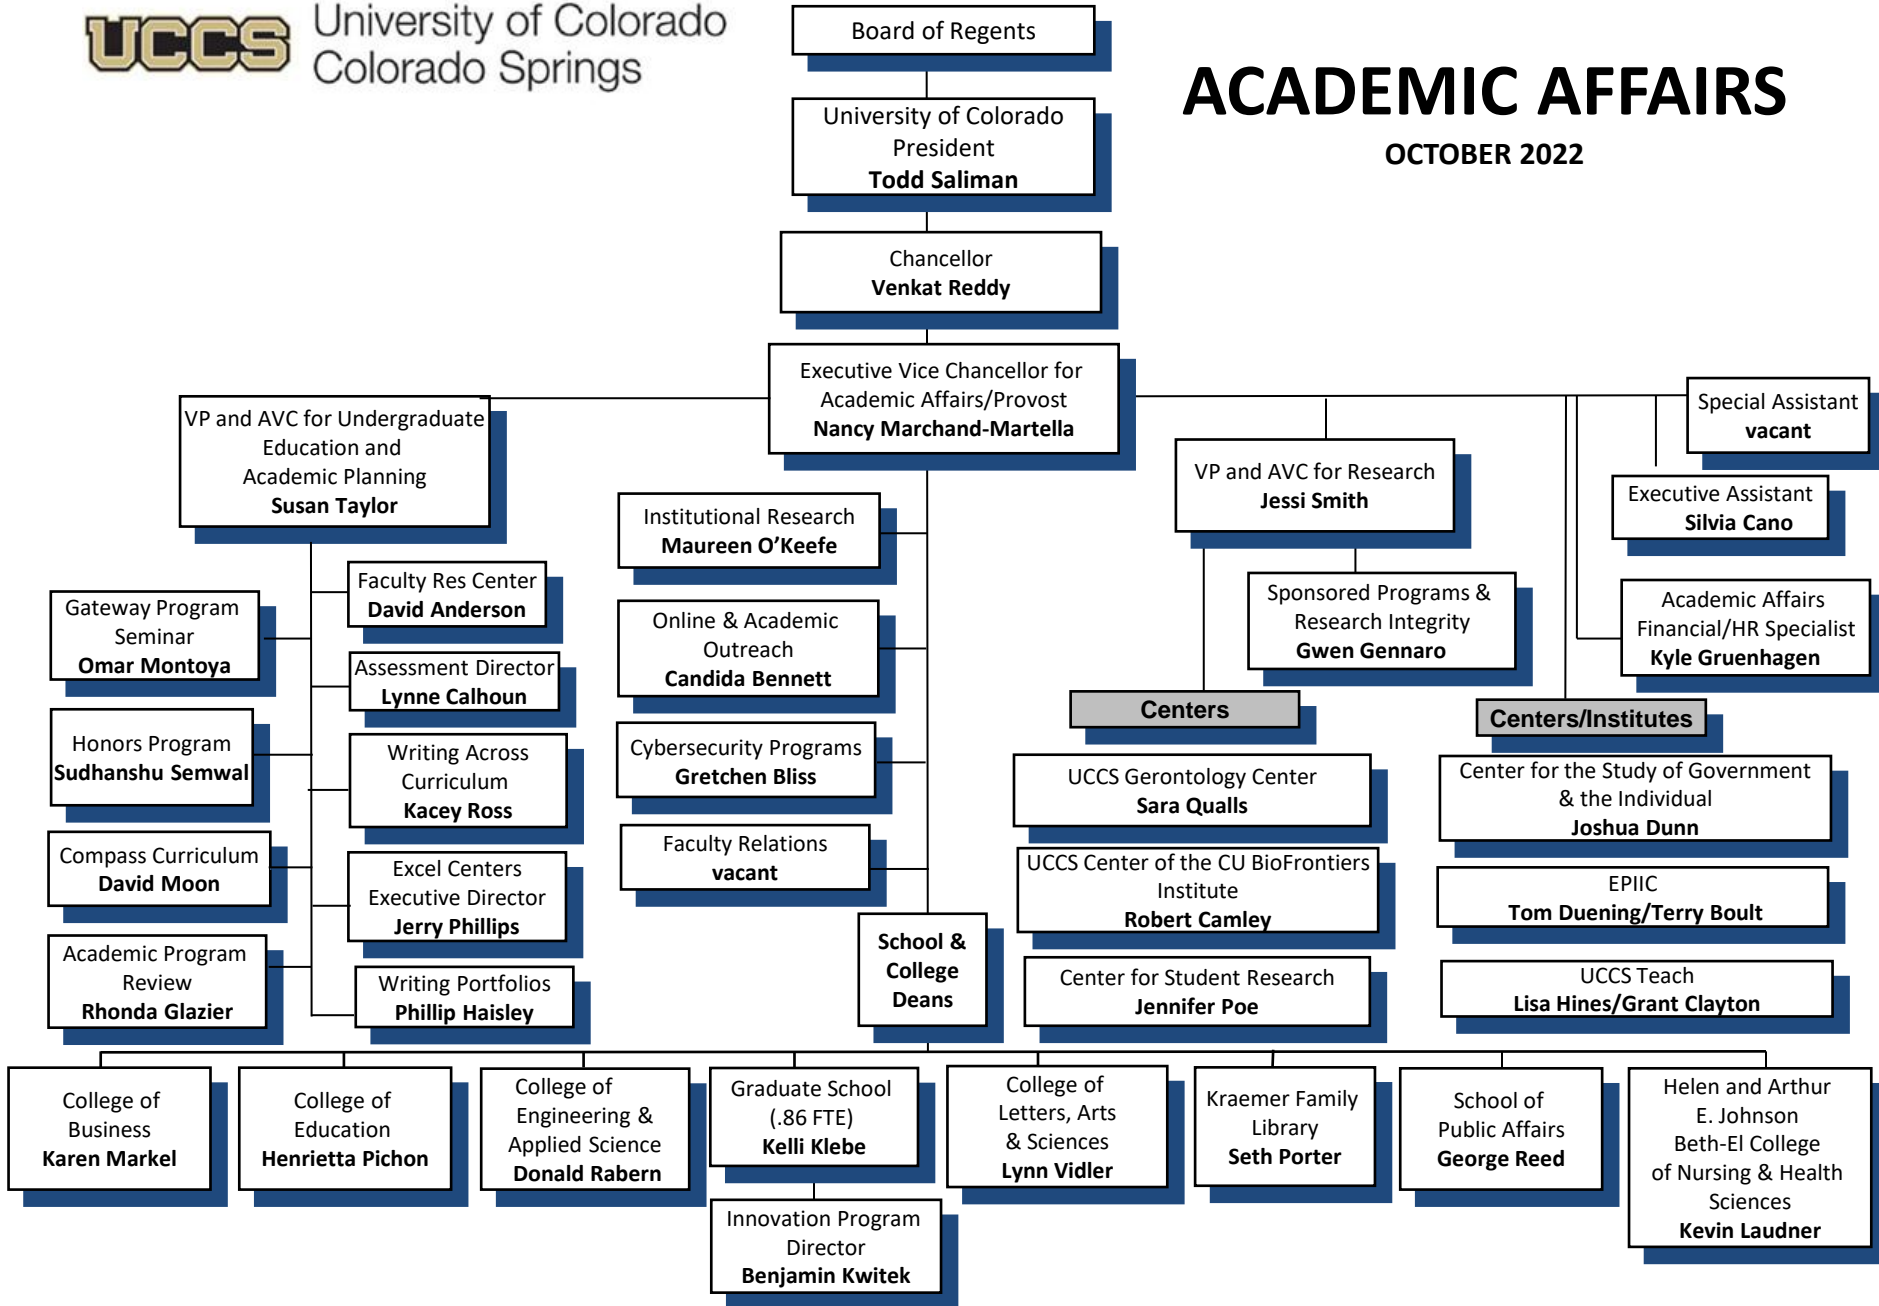 UCCS
University of Colorado
Colorado Springs
ACADEMIC AFFAIRS
OCTOBER 2022
Board of Regents
University of Colorado
President
Todd Saliman
Chancellor
Venkat Reddy
Executive Vice Chancellor for
Academic Affairs/Provost
Nancy Marchand-Martella
VP and AVC for Undergraduate
Education and
Academic Planning
Susan Taylor
Gateway Program
Seminar
Omar Montoya
Honors Program
Sudhanshu Semwal
Compass Curriculum
David Moon
Academic Program
Review
Rhonda Glazier
Faculty Res Center
David Anderson
Assessment Director
Lynne Calhoun
Writing Across
Curriculum
Kacey Ross
Excel Centers
Executive Director
Jerry Phillips
Writing Portfolios
Phillip Haisley
Institutional Research
Maureen O’Keefe
Online & Academic
Outreach
Candida Bennett
Cybersecurity Programs
Gretchen Bliss
Faculty Relations
vacant
School &
College
Deans
VP and AVC for Research
Jessi Smith
Sponsored Programs &
Research Integrity
Gwen Gennaro
Centers
UCCS Gerontology Center
Sara Qualls
UCCS Center of the CU BioFrontiers
Institute
Robert Camley
Center for Student Research
Jennifer Poe
Special Assistant
vacant
Executive Assistant
Silvia Cano
Academic Affairs
Financial/HR Specialist
Kyle Gruenhagen
Centers/Institutes
Center for the Study of Government
& the Individual
Joshua Dunn
EPIIC
Tom Duening/Terry Boult
UCCS Teach
Lisa Hines/Grant Clayton
College of
Business
Karen Markel
College of
Education
Henrietta Pichon
College of
Engineering &
Applied Science
Donald Rabern
Graduate School
(.86 FTE)
Kelli Klebe
Innovation Program
Director
Benjamin Kwitek
College of
Letters, Arts
& Sciences
Lynn Vidler
Kraemer Family
Library
Seth Porter
School of
Public Affairs
George Reed
Helen and Arthur
E. Johnson
Beth-El College
of Nursing & Health
Sciences
Kevin Laudner